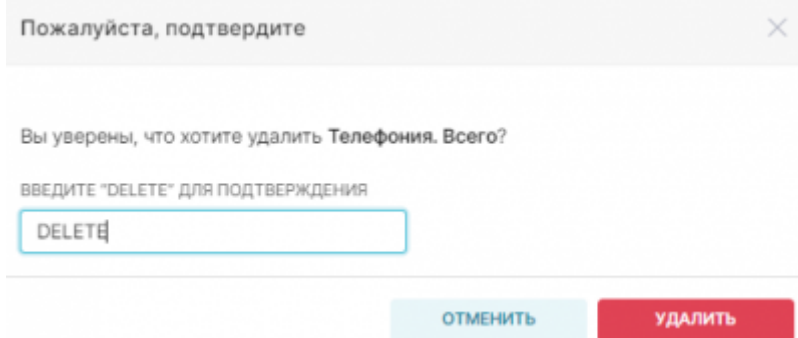 Пожалуйста, подтвердите
Вы уверены, что хотите удалить Телефония. Всего?
ВВЕДИТЕ "DELETE" ДЛЯ ПОДТВЕРЖДЕНИЯ
DELETE
ОТМЕНИТЬ УДАЛИТЬ